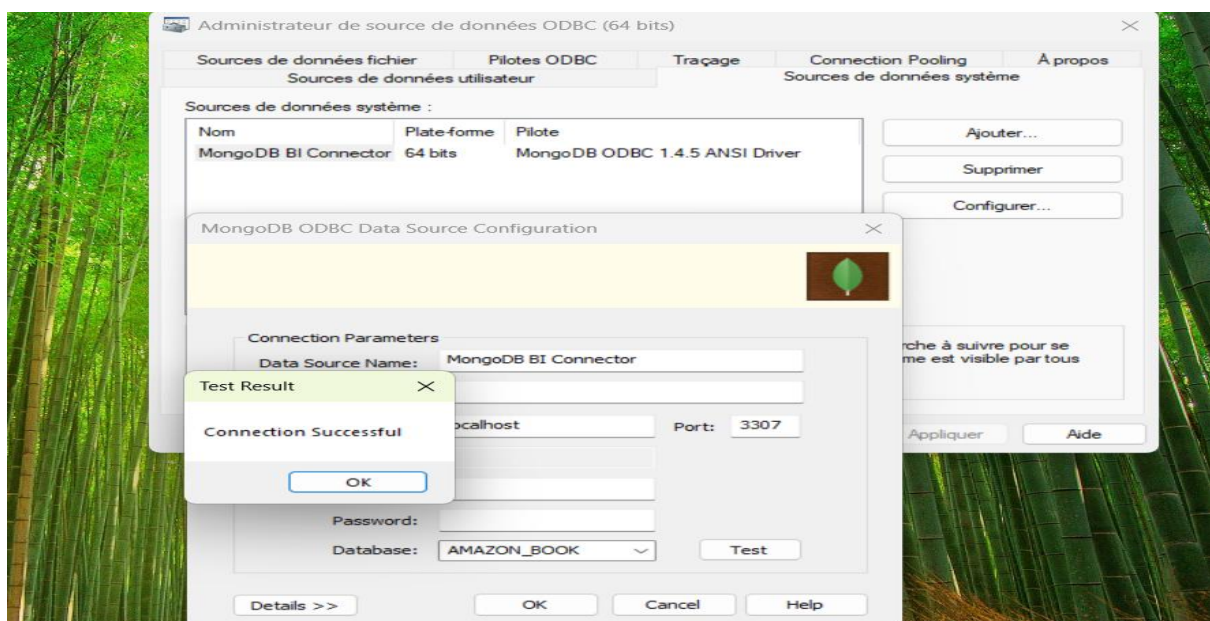 Administrateur de source de données ODBC (64 bits)
Sources de données fichier Pilotes ODBC Traçage Connection Pooling À propos
Sources de données utilisateur Sources de données système
Sources de données système :
Nom Plate-forme Pilote
MongoDB BI Connector 64 bits MongoDB ODBC 1.4.5 ANSI Driver
Ajouter...
Supprimer
Configurer...
MongoDB ODBC Data Source Configuration
Connection Parameters
Data Source Name: MongoDB BI Connector
rche à suivre pour se
me est visible par tous
Test Result
Connection Successful
OK
ocalhost Port: 3307
Appliquer Aide
Password:
Database: AMAZON_BOOK Test
Details >> OK Cancel Help